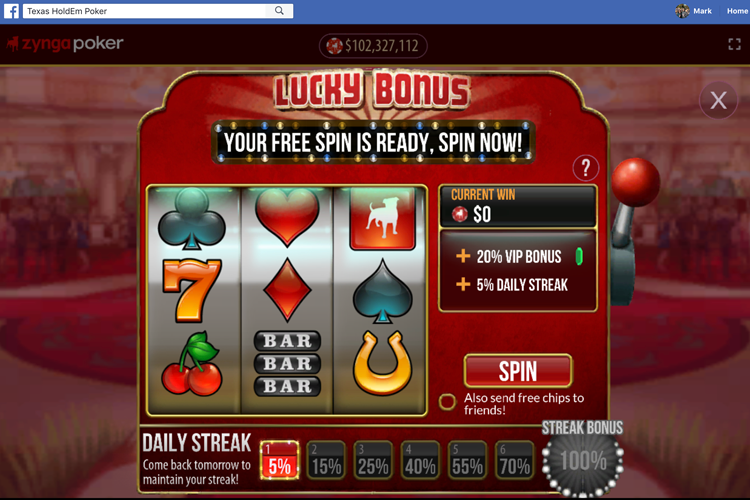 f
Texas HoldEm Poker
Mark
Home
zyngapoker
$102,327,112
X
LUCKY BONUS
YOUR FREE SPIN IS READY, SPIN NOW!
?
CURRENT WIN
$0
+ 20% VIP BONUS
+ 5% DAILY STREAK
7
BAR
BAR
BAR
SPIN
Also send free chips to
friends!
DAILY STREAK
Come back tomorrow to
maintain your streak!
1
5%
2
15%
3
25%
4
40%
5
55%
6
70%
STREAK BONUS
100%